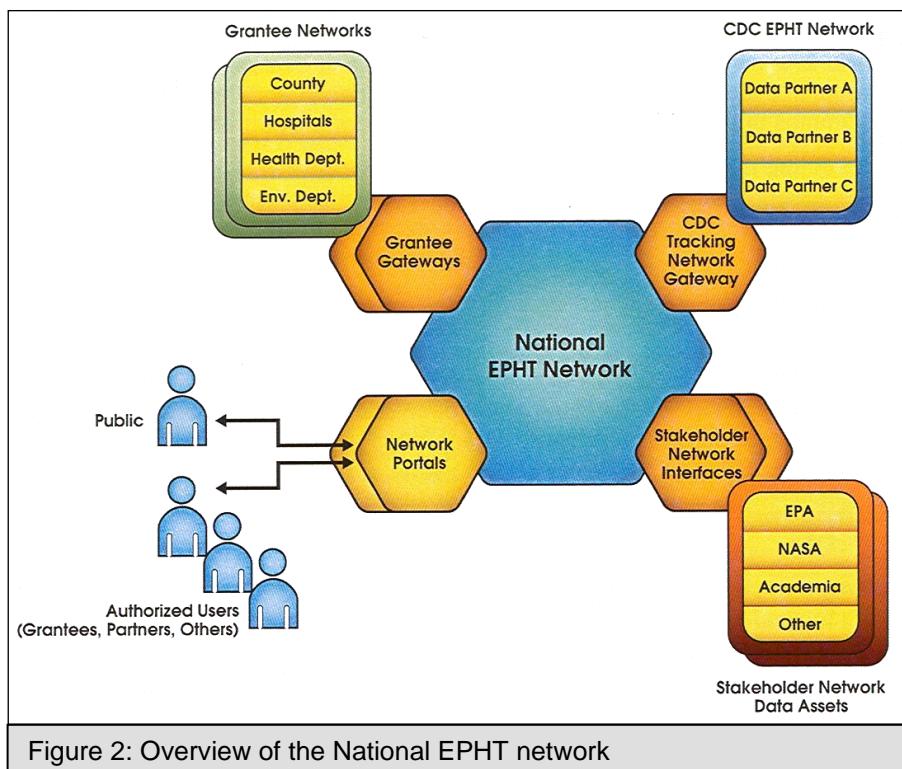 Grantee Networks
County
Hospitals
Health Dept.
Env. Dept.
CDC EPHT Network
Data Partner A
Data Partner B
Data Partner C
Grantee
Gateways
CDC
Tracking
Network
Gateway
National
EPHT Network
Public
Network
Portals
Stakeholder
Network
Interfaces
Authorized Users
(Grantees, Partners, Others)
EPA
NASA
Academia
Other
Stakeholder Network
Data Assets
Figure 2: Overview of the National EPHT network